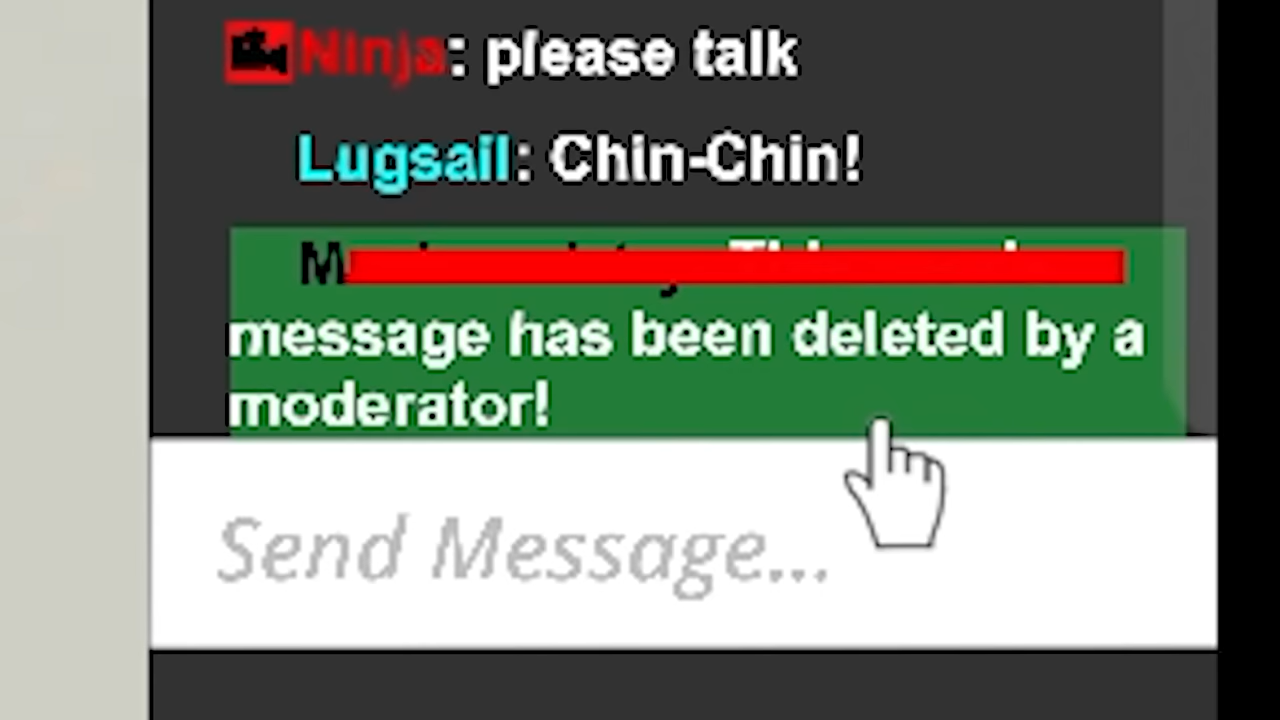 Ninja: please talk
Lugsail: Chin-Chin!
message has been deleted by a
moderator!
Send Message...